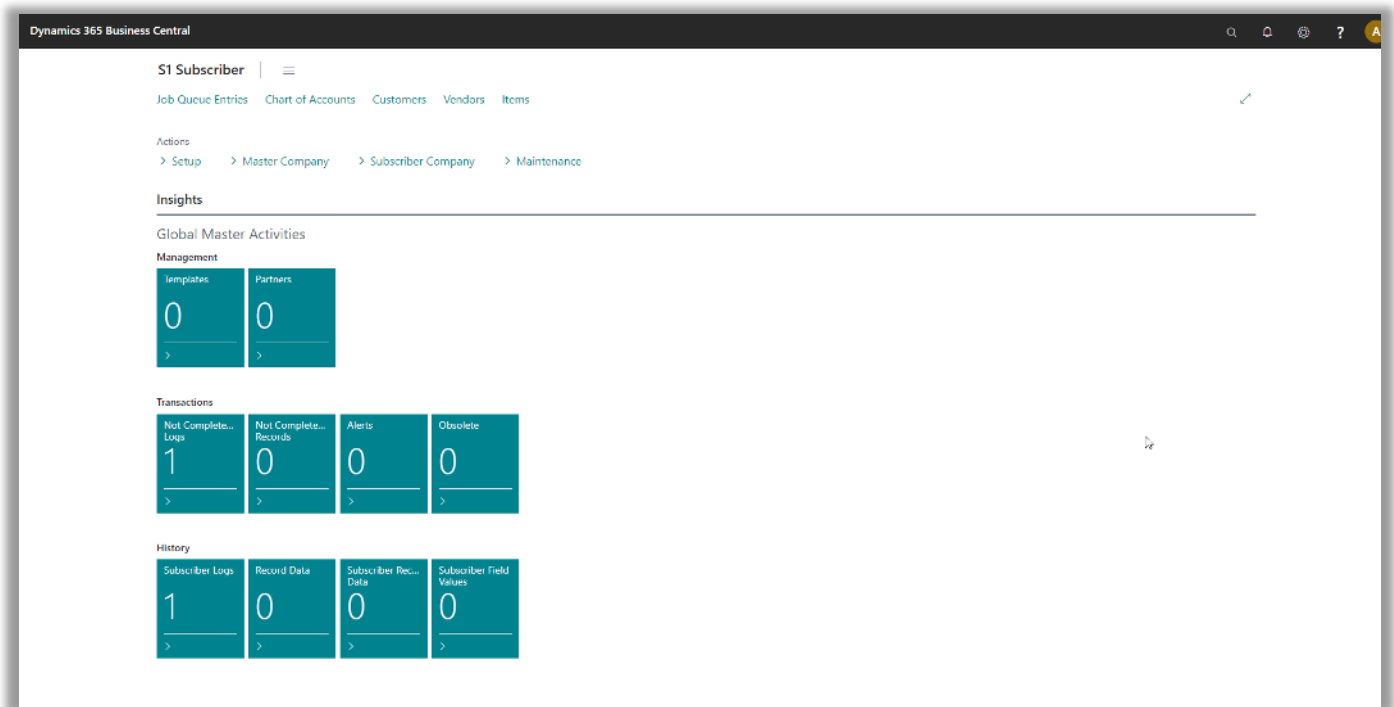 Dynamics 365 Business Central
? A
S1 Subscriber
Job Queue Entries Chart of Accounts Customers Vendors Items
Actions
> Setup > Master Company > Subscriber Company > Maintenance
Insights
Global Master Activities
Management
Templates Partners
0 0
> >
Transactions
Not Complete... Not Complete... Alerts Obsolete
Logs Records
1 0 0 0
> > > >
History
Subscriber Logs Record Data Subscriber Rec... Subscriber Field
Data Values
1 0 0 0
> > > >